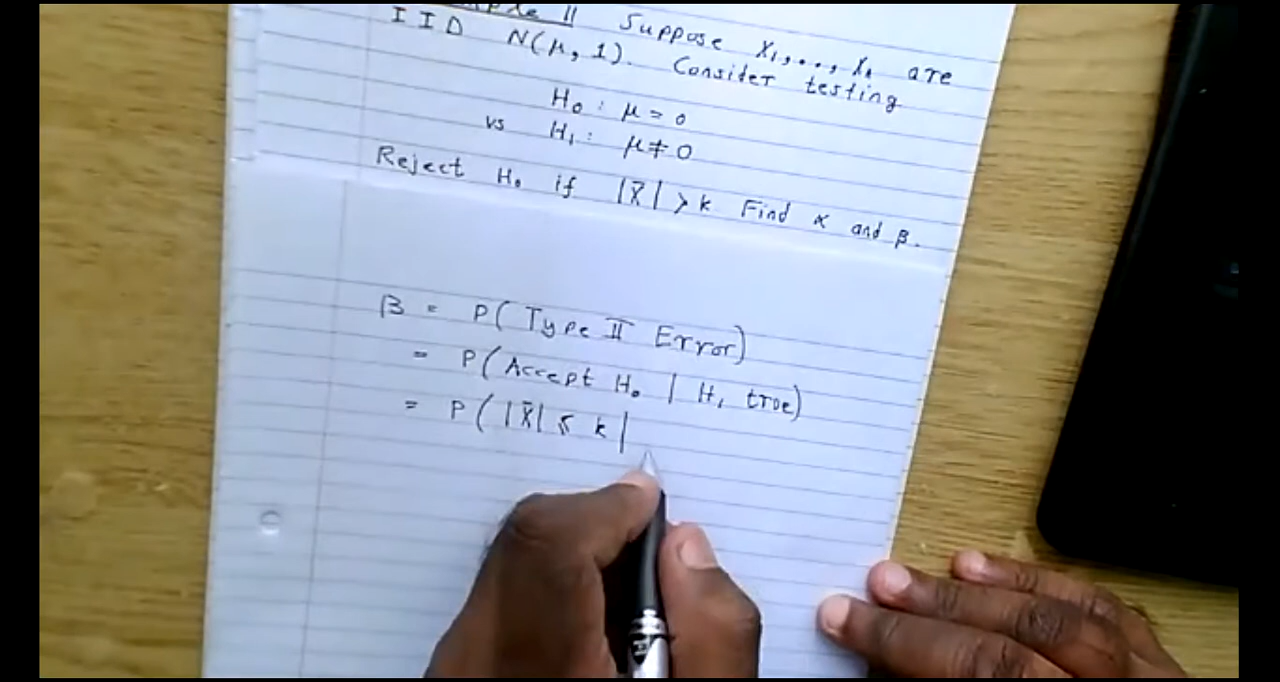 II Suppose X₁,..., Xₙ are
IID N(μ, 1). Consider testing
H₀ : μ = 0
vs H₁ : μ ≠ 0
Reject H₀ if |X̄| > k Find α and β.
β = P( Type II Error)
= P( Accept H₀ | H₁ true)
= P( |X̄| ≤ k |